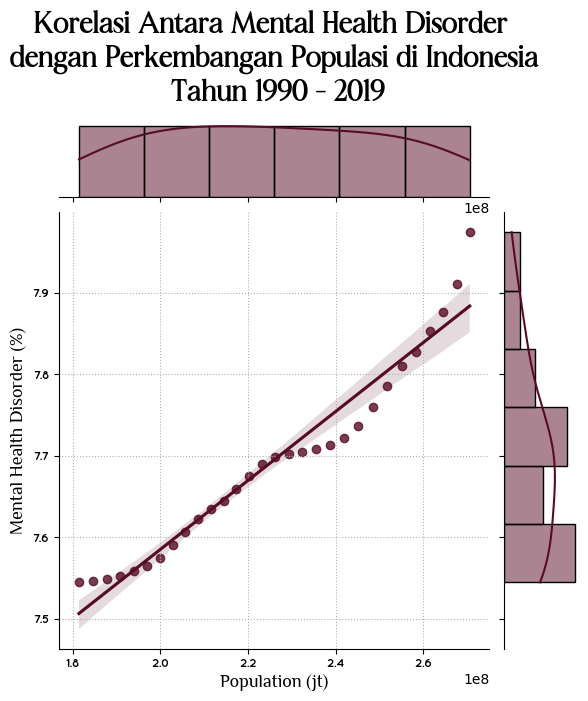 Korelasi Antara Mental Health Disorder
dengan Perkembangan Populasi di Indonesia
Tahun 1990 - 2019
1e8
7.9
7.8
7.7
7.6
7.5
Mental Health Disorder (%)
1.8 2.0 2.2 2.4 2.6
Population (jt)
1e8